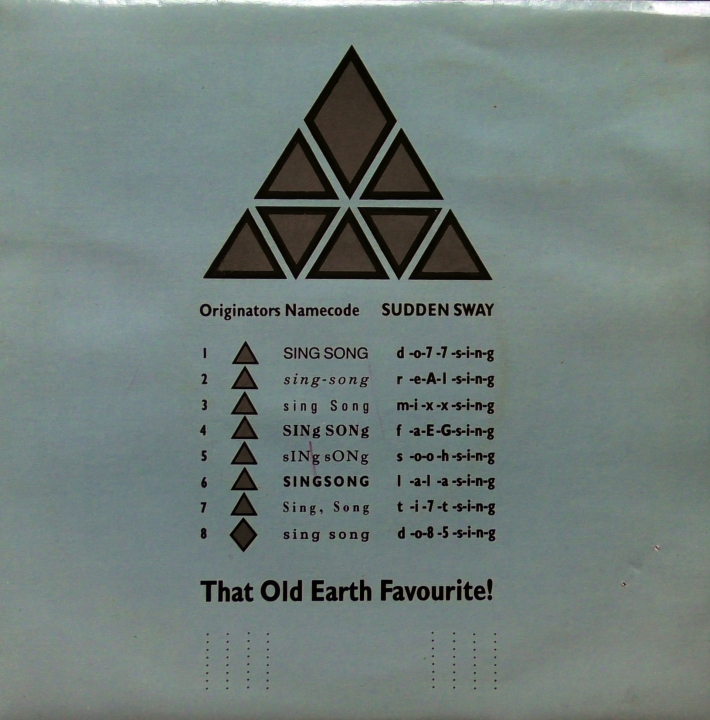 Originators Namecode SUDDEN SWAY
1 SING SONG d -o-7 -7 -s-i-n-g
2 sing-song r -e-A-l -s-i-n-g
3 sing Song m-i -x -x -s-i-n-g
4 SINg SONg f -a-E-G-s-i-n-g
5 sINg sONg s -o-o-h-s-i-n-g
6 SINGSONG l -a-l -a-s-i-n-g
7 Sing, Song t -i-7-t -s-i-n-g
8 sing song d -o-8 -5 -s-i-n-g
That Old Earth Favourite!